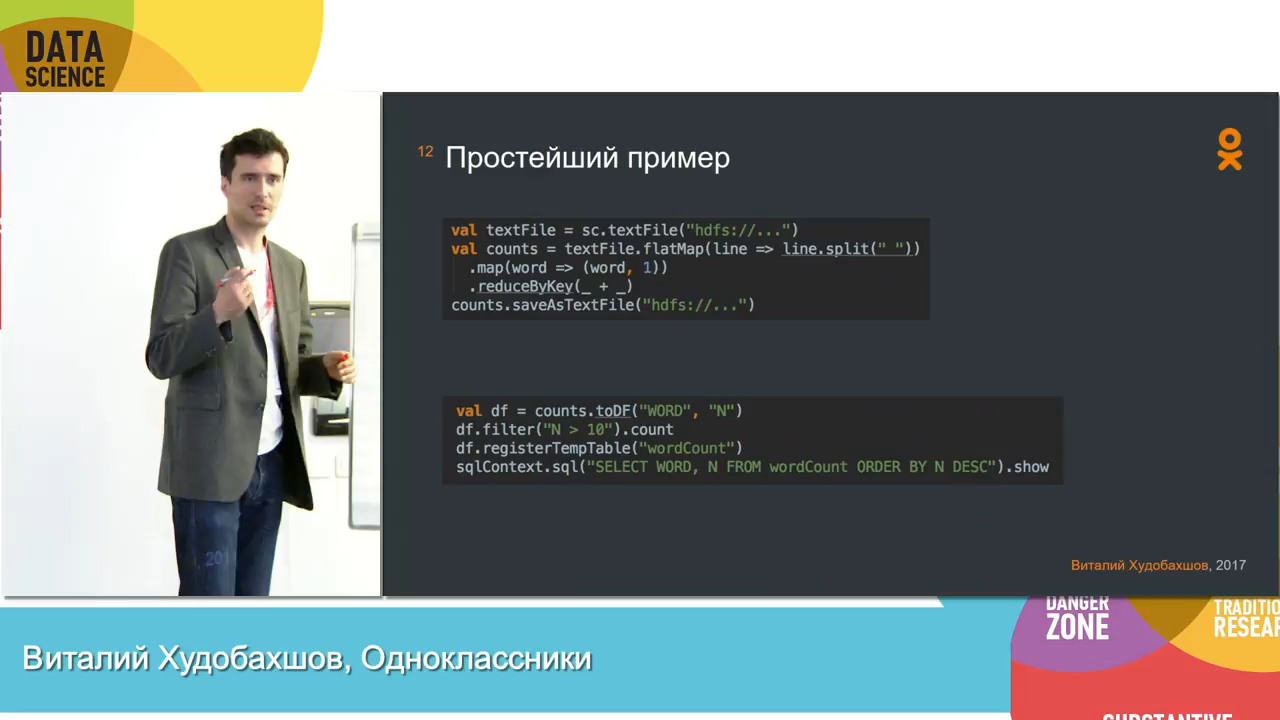 DATA
SCIENCE
12 Простейший пример
val textFile = sc.textFile("hdfs://...")
val counts = textFile.flatMap(line => line.split(" "))
.map(word => (word, 1))
.reduceByKey(_ + _)
counts.saveAsTextFile("hdfs://...")
val df = counts.toDF("WORD", "N")
df.filter("N > 10").count
df.registerTempTable("wordCount")
sqlContext.sql("SELECT WORD, N FROM wordCount ORDER BY N DESC").show
Виталий Худобахшов, 2017
DANGER
ZONE
TRADITIO
RESEAR
SUBSTANTIVE
Виталий Худобахшов, Одноклассники